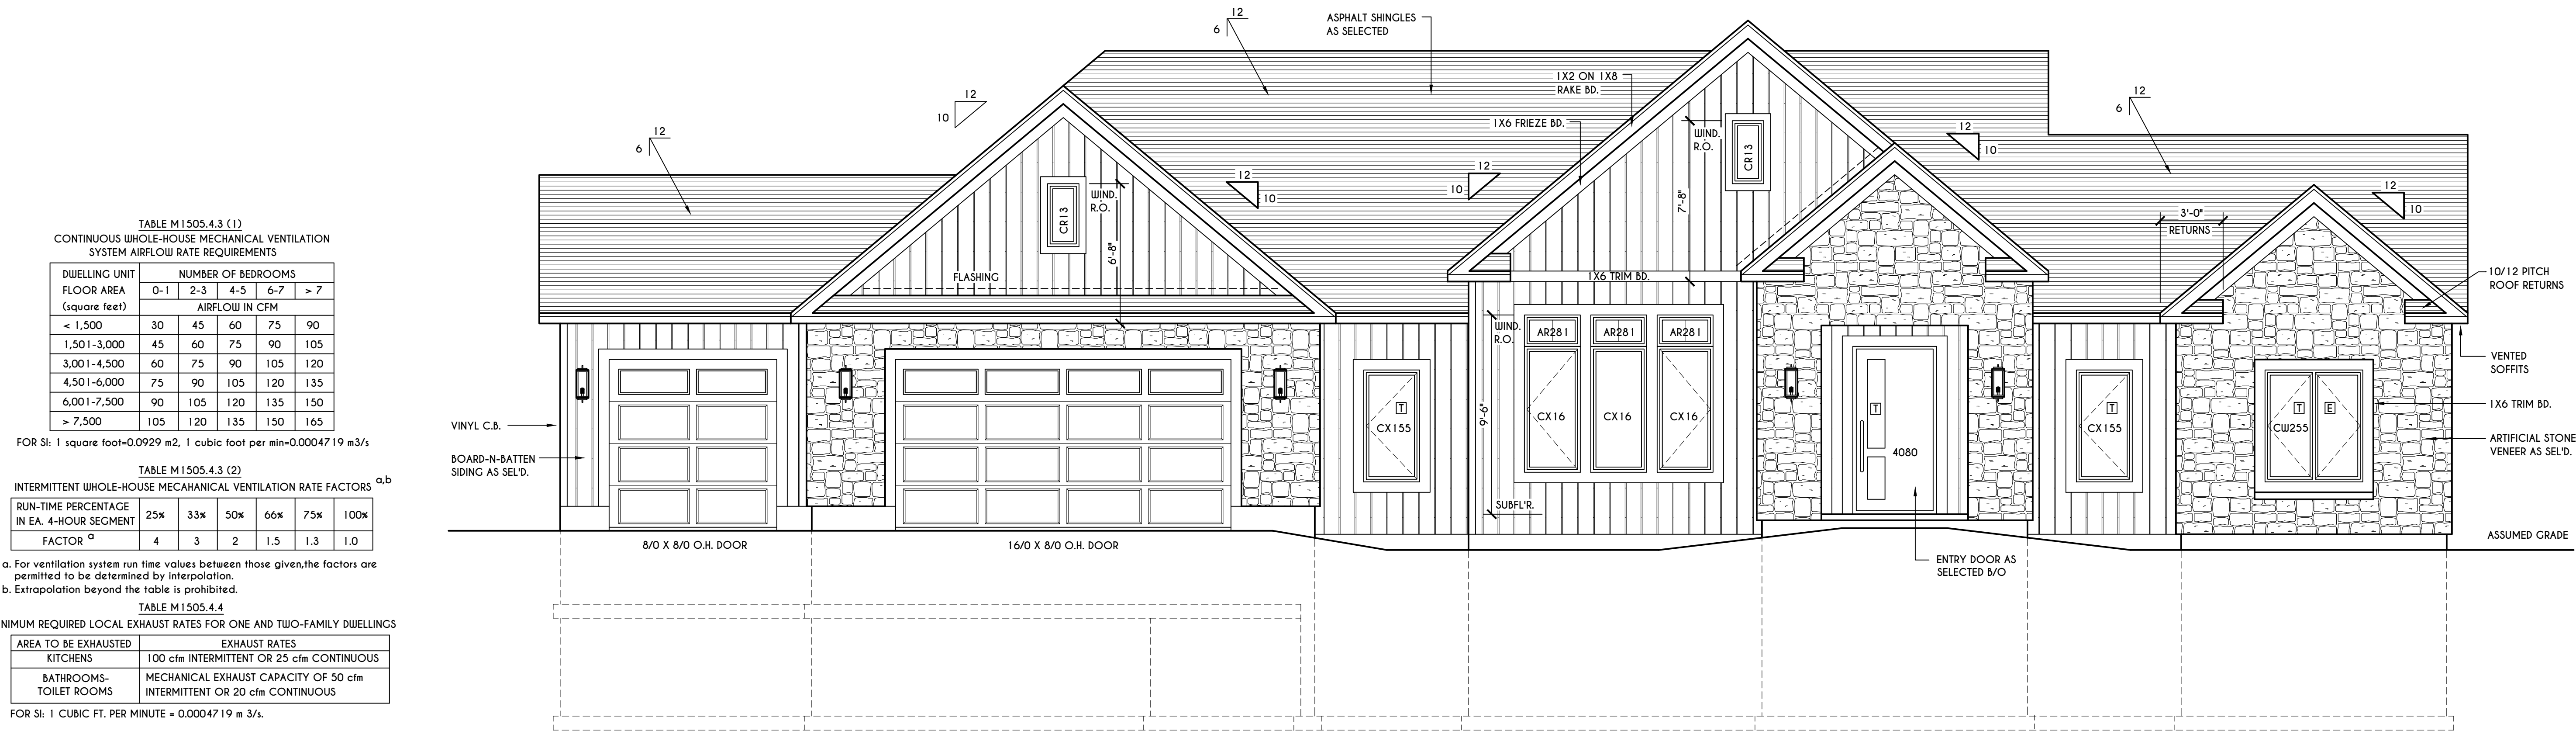 TABLE M1505.4.3 (1)
CONTINUOUS WHOLE-HOUSE MECHANICAL VENTILATION
SYSTEM AIRFLOW RATE REQUIREMENTS
DWELLING UNIT
FLOOR AREA
(square feet)
NUMBER OF BEDROOMS
0-1 2-3 4-5 6-7 > 7
AIRFLOW IN CFM
< 1,500 30 45 60 75 90
1,501-3,000 45 60 75 90 105
3,001-4,500 60 75 90 105 120
4,501-6,000 75 90 105 120 135
6,001-7,500 90 105 120 135 150
> 7,500 105 120 135 150 165
FOR SI: 1 square foot=0.0929 m2, 1 cubic foot per min=0.0004719 m3/s
TABLE M1505.4.3 (2)
INTERMITTENT WHOLE-HOUSE MECAHANICAL VENTILATION RATE FACTORS a,b
RUN-TIME PERCENTAGE
IN EA. 4-HOUR SEGMENT
25% 33% 50% 66% 75% 100%
FACTOR a 4 3 2 1.5 1.3 1.0
a. For ventilation system run time values between those given,the factors are
permitted to be determined by interpolation.
b. Extrapolation beyond the table is prohibited.
TABLE M1505.4.4
NIMUM REQUIRED LOCAL EXHAUST RATES FOR ONE AND TWO-FAMILY DWELLINGS
AREA TO BE EXHAUSTED EXHAUST RATES
KITCHENS 100 cfm INTERMITTENT OR 25 cfm CONTINUOUS
BATHROOMS-
TOILET ROOMS
MECHANICAL EXHAUST CAPACITY OF 50 cfm
INTERMITTENT OR 20 cfm CONTINUOUS
FOR SI: 1 CUBIC FT. PER MINUTE = 0.0004719 m 3/s.
12
6
12
10
12
6
ASPHALT SHINGLES
AS SELECTED
1X2 ON 1X8
RAKE BD.
1X6 FRIEZE BD.
12
10
12
10
WIND.
R.O.
CR13
6'-8"
FLASHING
WIND.
R.O.
CR13
7'-8"
1X6 TRIM BD.
12
10
12
6
12
10
3'-0"
RETURNS
10/12 PITCH
ROOF RETURNS
VENTED
SOFFITS
1X6 TRIM BD.
ARTIFICIAL STONE
VENEER AS SEL'D.
ASSUMED GRADE
VINYL C.B.
BOARD-N-BATTEN
SIDING AS SEL'D.
8/0 X 8/0 O.H. DOOR
16/0 X 8/0 O.H. DOOR
T
CX155
WIND.
R.O.
9'-6"
SUBFL'R.
AR281 AR281 AR281
CX16 CX16 CX16
T
4080
ENTRY DOOR AS
SELECTED B/O
T
CX155
T E
CW255